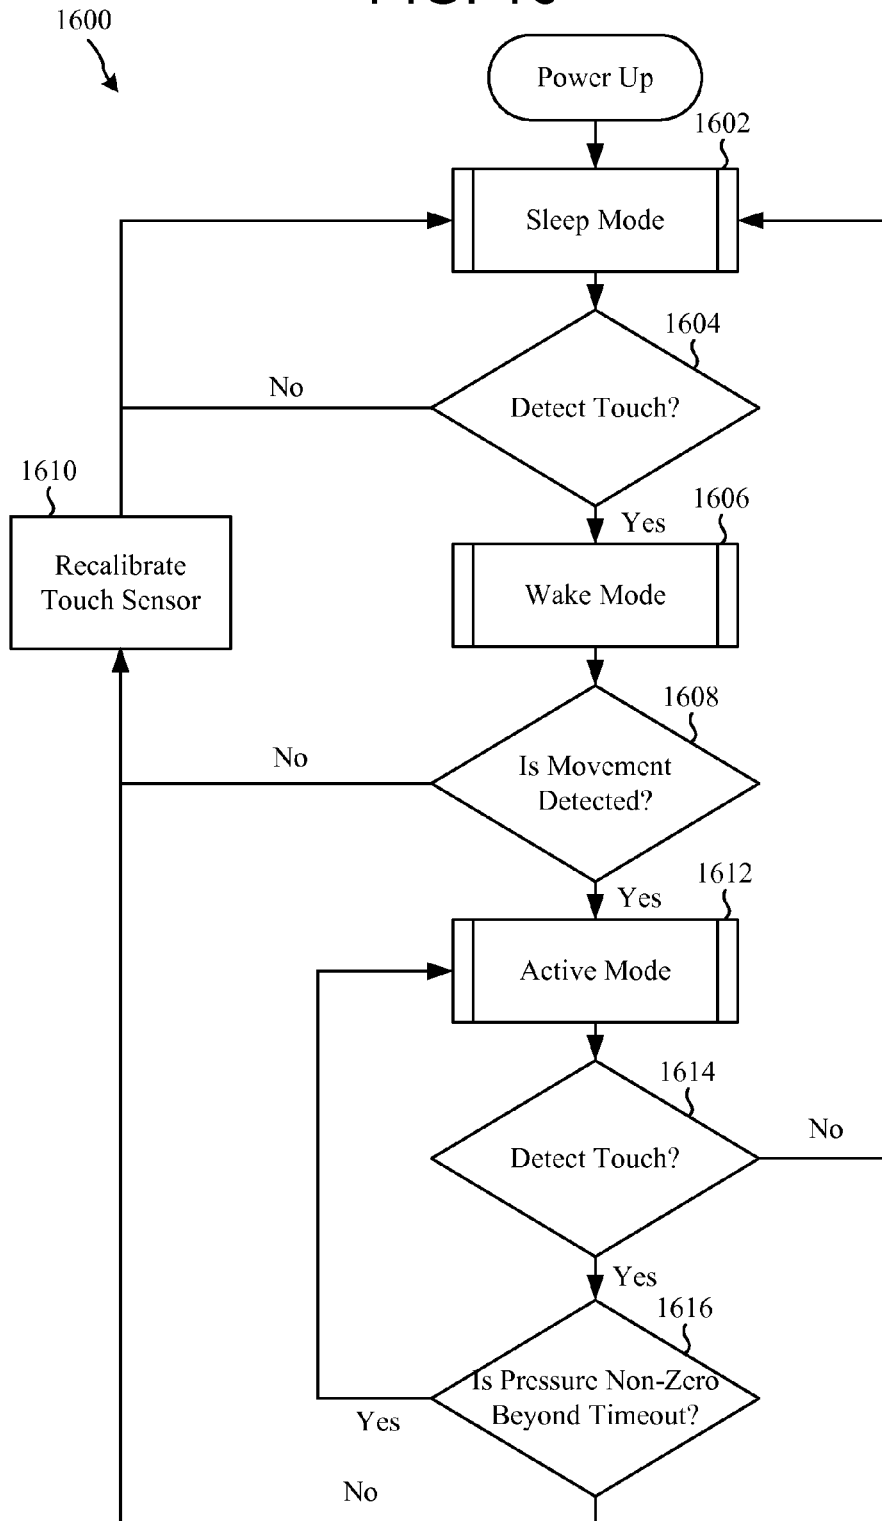 1600
Power Up
1602
Sleep Mode
1604
No
Detect Touch?
1610
Yes
1606
Recalibrate
Touch Sensor
Wake Mode
1608
No
Is Movement
Detected?
Yes
1612
Active Mode
1614
Detect Touch?
No
Yes
1616
Is Pressure Non-Zero
Beyond Timeout?
Yes
No